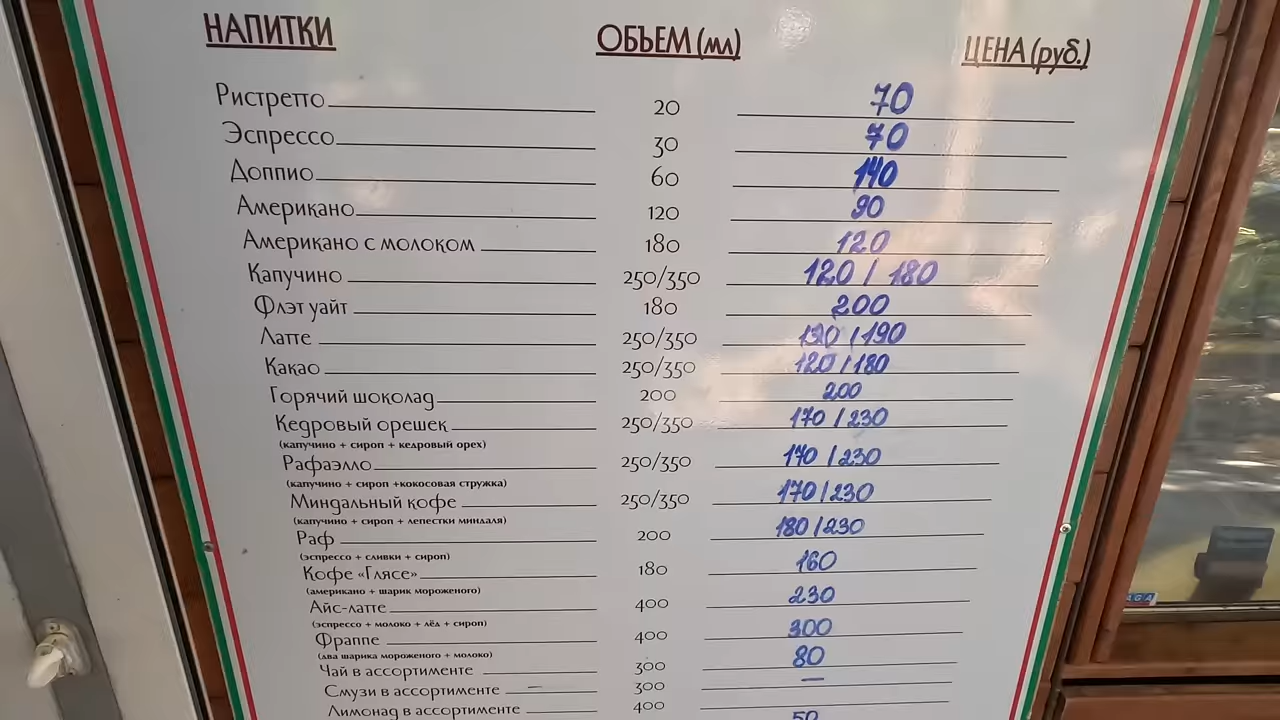 НАПИТКИ ОБЪЕМ (мл) ЦЕНА (руб.)
Ристретто 20 70
Эспрессо 30 70
Доппио 60 140
Американо 120 90
Американо с молоком 180 120
Капучино 250/350 120 / 180
Флэт уайт 180 200
Латте 250/350 130 / 190
Какао 250/350 120 / 180
Горячий шоколад 200 200
Кедровый орешек 250/350 170 / 230
(капучино + сироп + кедровый орех)
Рафаэлло 250/350 170 / 230
(капучино + сироп +кокосовая стружка)
Миндальный кофе 250/350 170 / 230
(капучино + сироп + лепестки миндаля)
Раф 200 180 / 230
(эспрессо + сливки + сироп)
Кофе «Глясе» 180 160
(американо + шарик мороженого)
Айс-латте 400 230
(эспрессо + молоко + лёд + сироп)
Фраппе 400 300
(два шарика мороженого + молоко)
Чай в ассортименте 300 80
Смузи в ассортименте 300 —
Лимонад в ассортименте 400 50